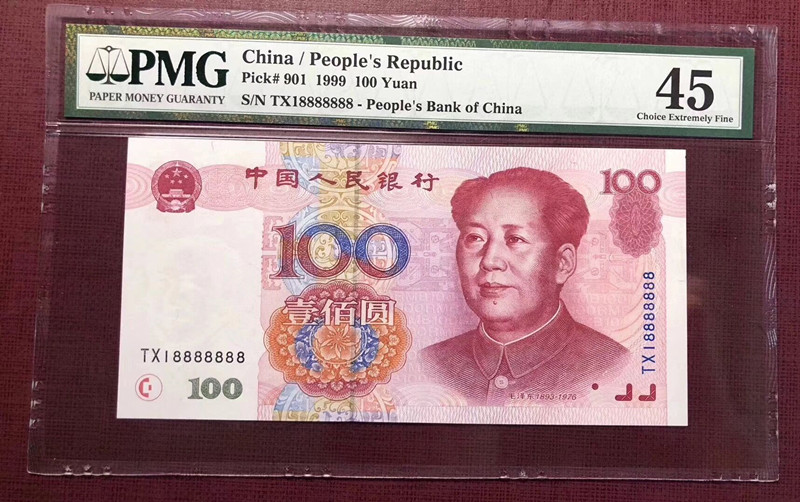 PMG
PAPER MONEY GUARANTY
China / People's Republic
Pick# 901 1999 100 Yuan
S/N TX18888888 - People's Bank of China
45
Choice Extremely Fine
中国人民银行
100
100
壹佰圆
TX18888888
TX18888888
100
毛泽东 1893-1976